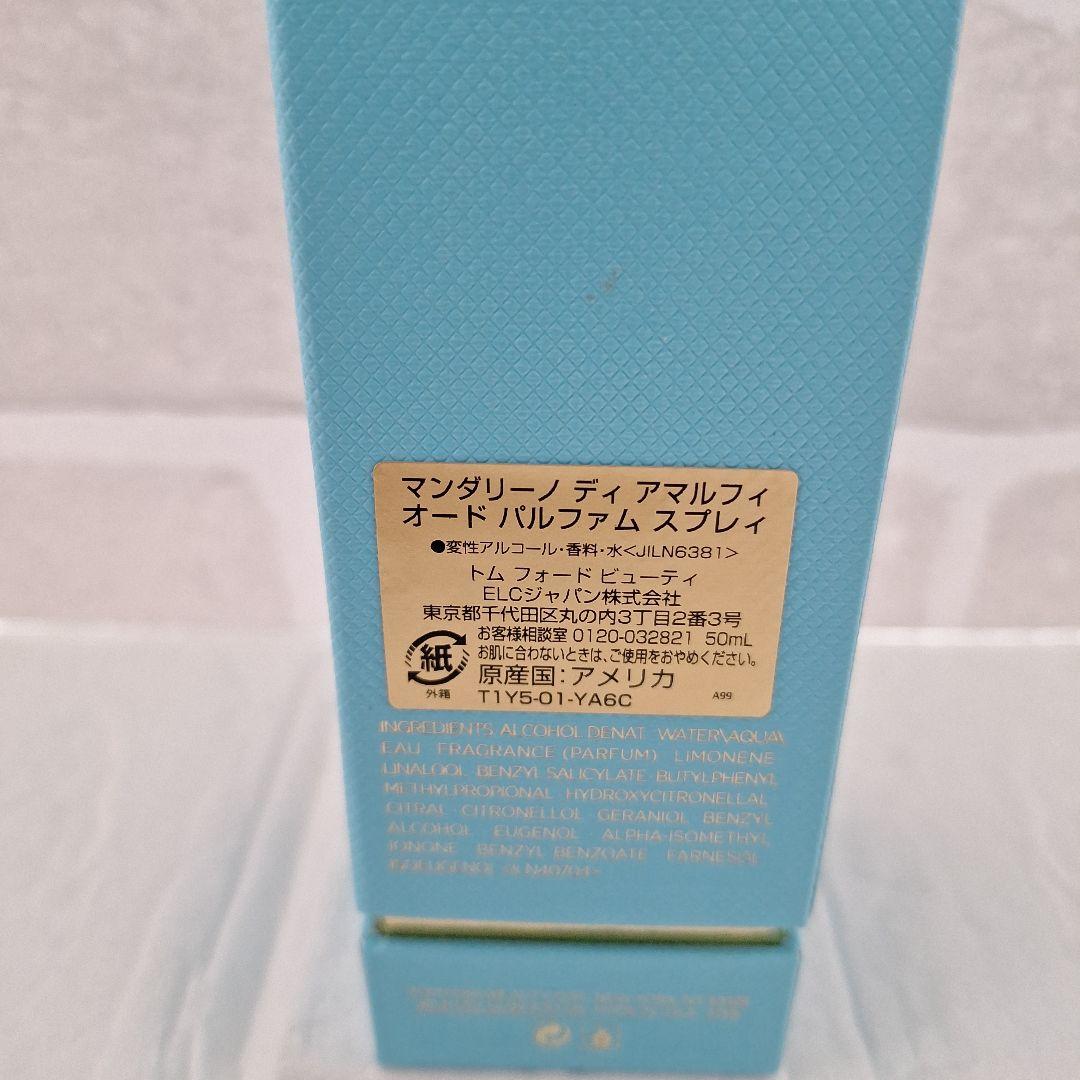 マンダリーノ ディ アマルフィ
オード パルファム スプレィ
●変性アルコール・香料・水<JILN6381>
トム フォード ビューティ
ELCジャパン株式会社
東京都千代田区丸の内3丁目2番3号
お客様相談室 0120-032821 50mL
お肌に合わないときは、ご使用をおやめください。
紙
外箱
原産国:アメリカ
T1Y5-01-YA6C A99
INGREDIENTS ALCOHOL DENAT. WATER\AQUA\
EAU FRAGRANCE (PARFUM) LIMONENE
LINALOOL BENZYL SALICYLATE BUTYLPHENYL
METHYLPROPIONAL HYDROXYCITRONELLAL
CITRAL CITRONELLOL GERANIOL BENZYL
ALCOHOL EUGENOL ALPHA-ISOMETHYL
IONONE BENZYL BENZOATE FARNESOL
ISOEUGENOL